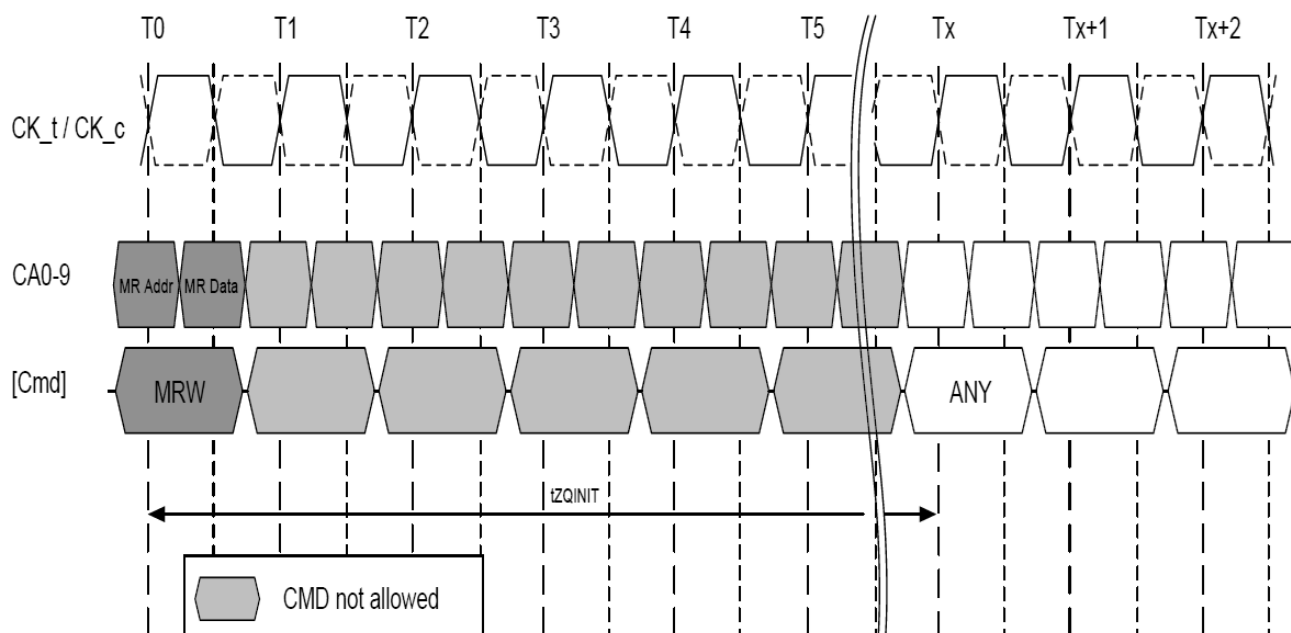 T0 T1 T2 T3 T4 T5 Tx Tx+1 Tx+2
CK_t / CK_c
CA0-9 MR Addr MR Data
[Cmd] MRW ANY
tZQINIT
CMD not allowed